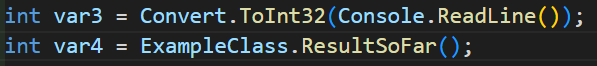 int var3 = Convert.ToInt32(Console.ReadLine());
int var4 = ExampleClass.ResultSoFar();